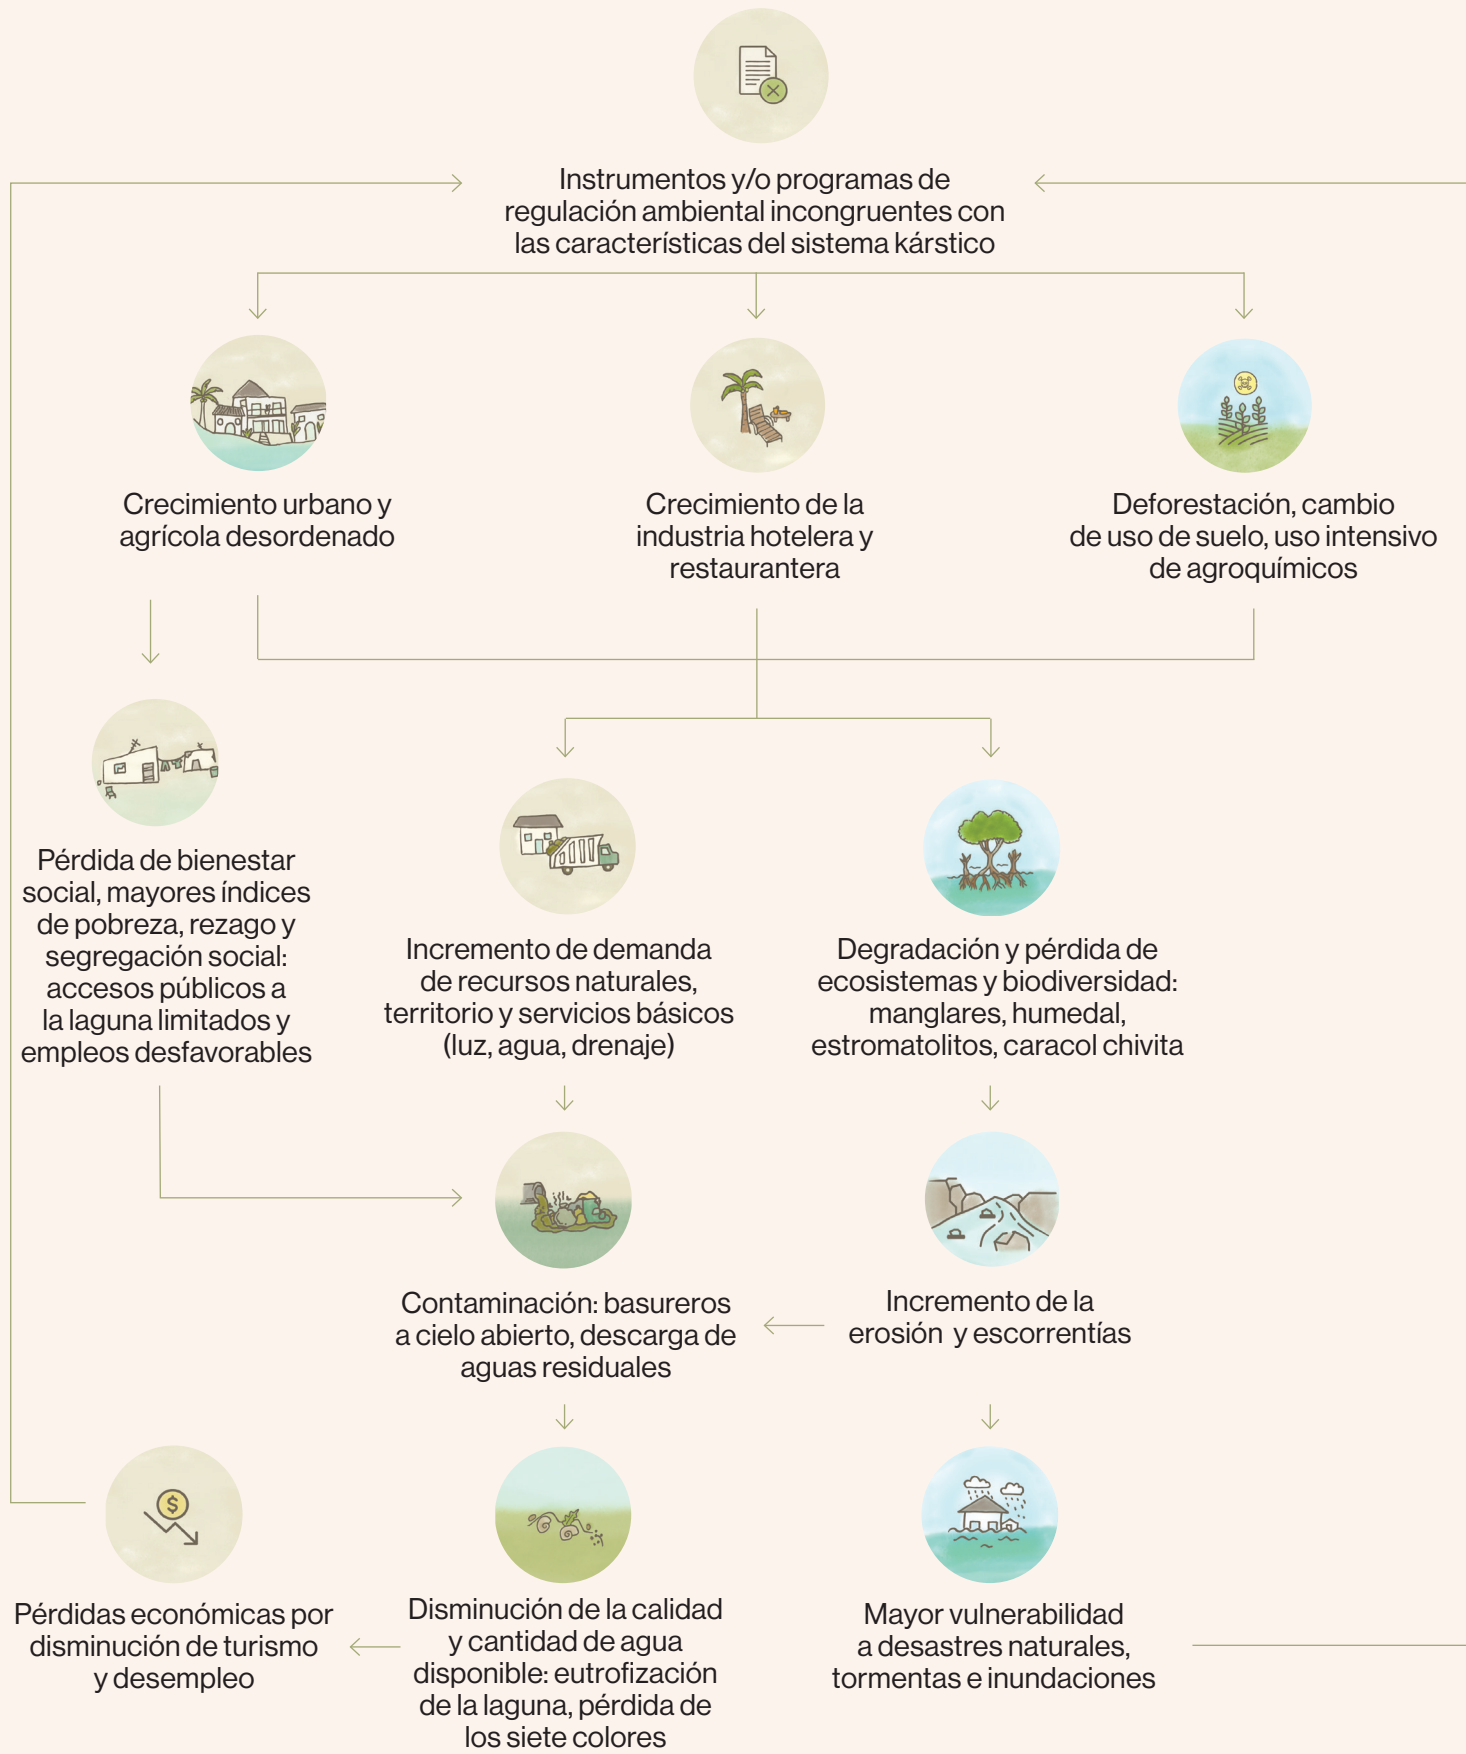 Instrumentos y/o programas de
regulación ambiental incongruentes con
las características del sistema kárstico
Crecimiento urbano y
agrícola desordenado
Crecimiento de la
industria hotelera y
restaurantera
Deforestación, cambio
de uso de suelo, uso intensivo
de agroquímicos
Pérdida de bienestar
social, mayores índices
de pobreza, rezago y
segregación social:
accesos públicos a
la laguna limitados y
empleos desfavorables
Incremento de demanda
de recursos naturales,
territorio y servicios básicos
(luz, agua, drenaje)
Degradación y pérdida de
ecosistemas y biodiversidad:
manglares, humedal,
estromatolitos, caracol chivita
Contaminación: basureros
a cielo abierto, descarga de
aguas residuales
Incremento de la
erosión y escorrentías
$
Pérdidas económicas por
disminución de turismo
y desempleo
Disminución de la calidad
y cantidad de agua
disponible: eutrofización
de la laguna, pérdida de
los siete colores
Mayor vulnerabilidad
a desastres naturales,
tormentas e inundaciones